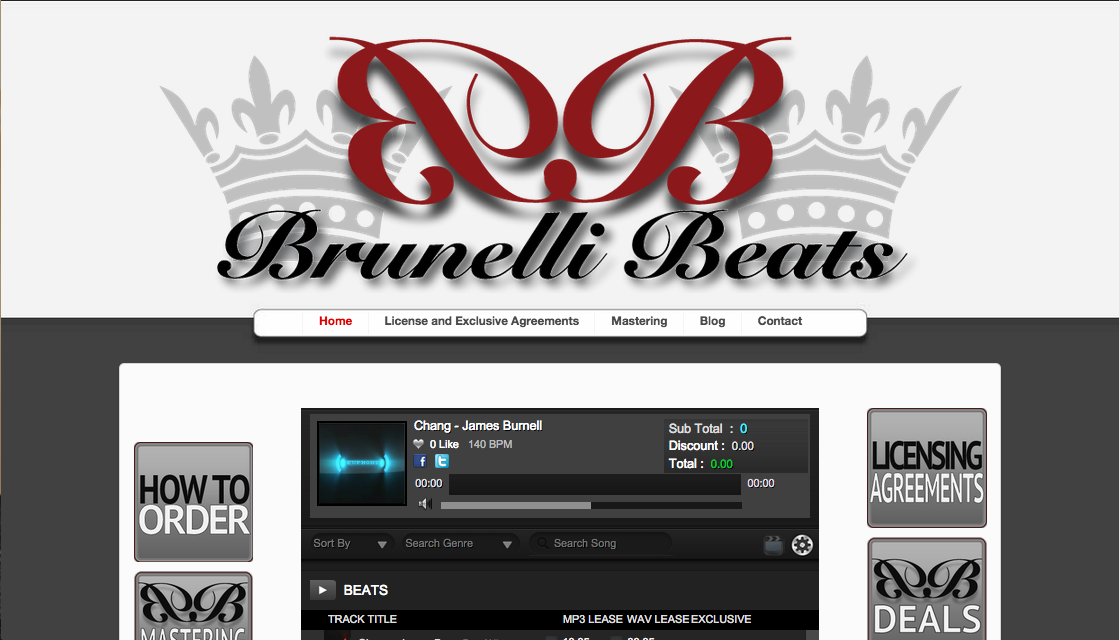 BB
Brunelli Beats
Home License and Exclusive Agreements Mastering Blog Contact
HOW TO
ORDER
MASTERING
Chang - James Burnell
0 Like 140 BPM
f t
00:00 00:00
Sub Total : 0
Discount : 0.00
Total : 0.00
Sort By Search Genre Search Song
BEATS
TRACK TITLE MP3 LEASE WAV LEASE EXCLUSIVE
LICENSING
AGREEMENTS
BB
DEALS